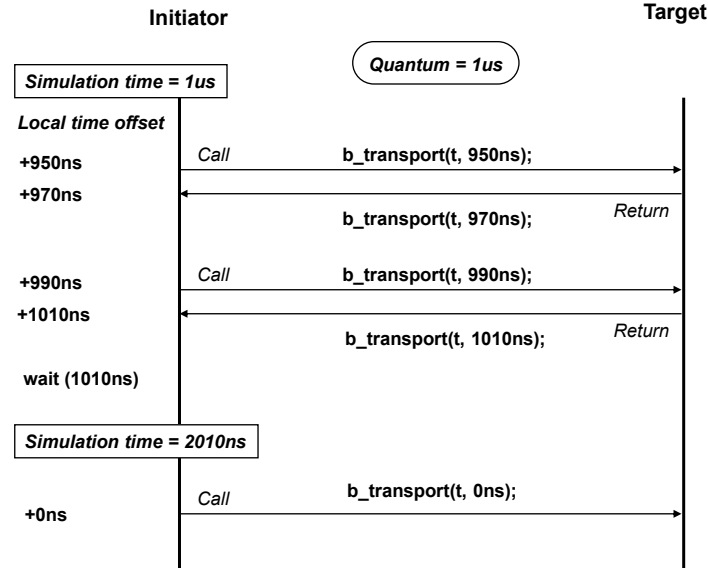 Initiator
Target
Simulation time = 1us
Quantum = 1us
Local time offset
+950ns Call b_transport(t, 950ns);
+970ns b_transport(t, 970ns); Return
+990ns Call b_transport(t, 990ns);
+1010ns b_transport(t, 1010ns); Return
wait (1010ns)
Simulation time = 2010ns
+0ns Call b_transport(t, 0ns);